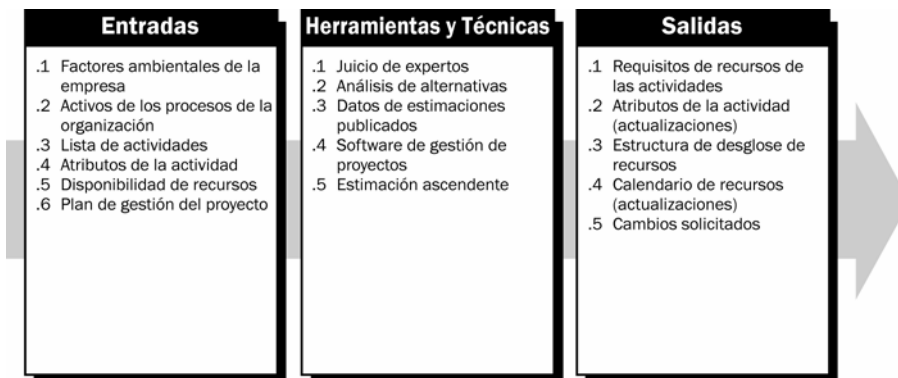 Entradas
.1 Factores ambientales de la
empresa
.2 Activos de los procesos de la
organización
.3 Lista de actividades
.4 Atributos de la actividad
.5 Disponibilidad de recursos
.6 Plan de gestión del proyecto
Herramientas y Técnicas
.1 Juicio de expertos
.2 Análisis de alternativas
.3 Datos de estimaciones
publicados
.4 Software de gestión de
proyectos
.5 Estimación ascendente
Salidas
.1 Requisitos de recursos de
las actividades
.2 Atributos de la actividad
(actualizaciones)
.3 Estructura de desglose de
recursos
.4 Calendario de recursos
(actualizaciones)
.5 Cambios solicitados